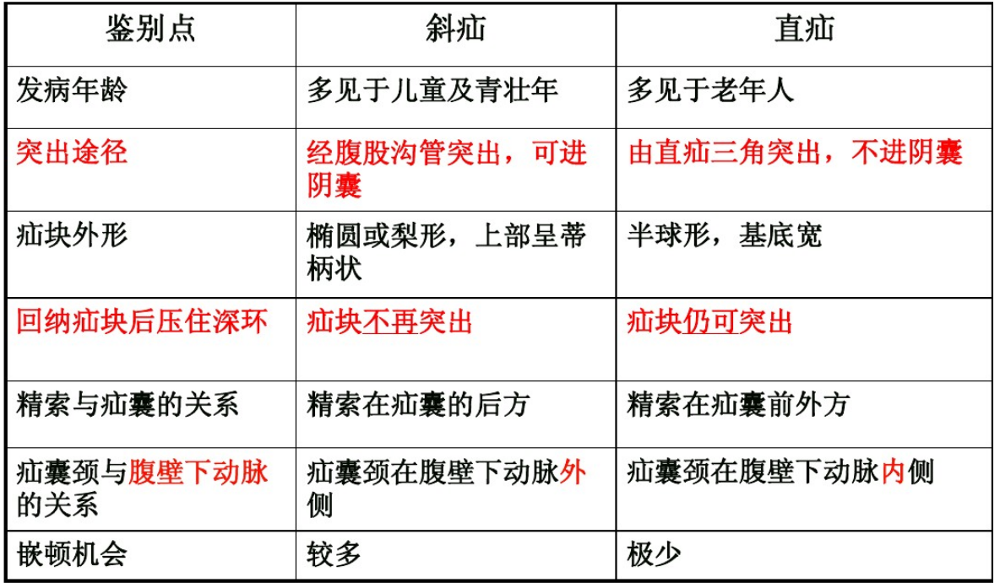 鉴别点 斜疝 直疝
发病年龄 多见于儿童及青壮年 多见于老年人
突出途径 经腹股沟管突出，可进 由直疝三角突出，不进阴囊
阴囊
疝块外形 椭圆或梨形，上部呈蒂 半球形，基底宽
柄状
回纳疝块后压住深环 疝块不再突出 疝块仍可突出
精索与疝囊的关系 精索在疝囊的后方 精索在疝囊前外方
疝囊颈与腹壁下动脉 疝囊颈在腹壁下动脉外 疝囊颈在腹壁下动脉内侧
的关系 侧
嵌顿机会 较多 极少